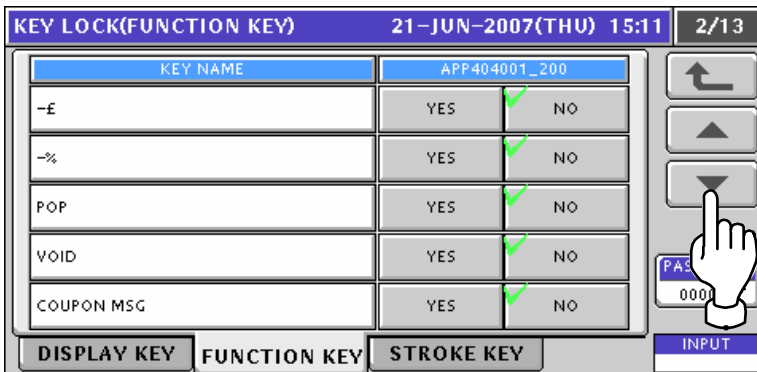 KEY LOCK(FUNCTION KEY) 21-JUN-2007(THU) 15:11 2/13
KEY NAME APP404001_200
-£ YES NO
-% YES NO
POP YES NO
VOID YES NO
COUPON MSG YES NO
DISPLAY KEY FUNCTION KEY STROKE KEY
INPUT